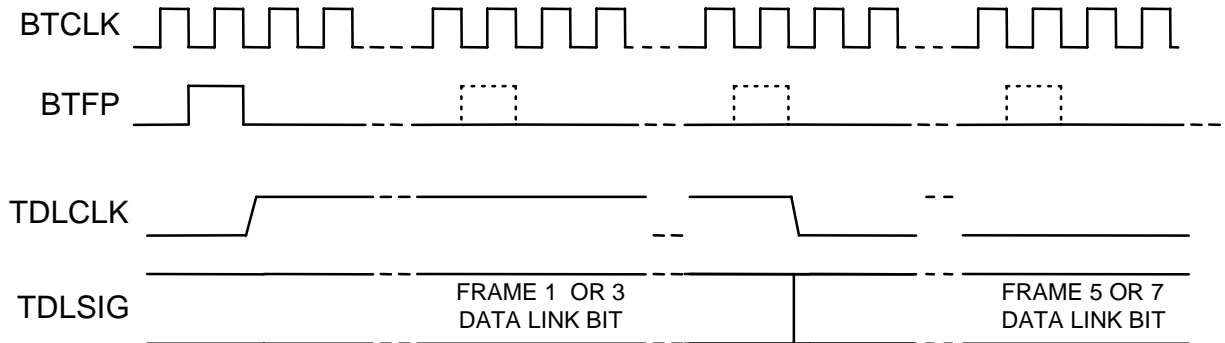 BTCLK
BTFP
TDLCLK
TDLSIG
FRAME 1 OR 3
DATA LINK BIT
FRAME 5 OR 7
DATA LINK BIT